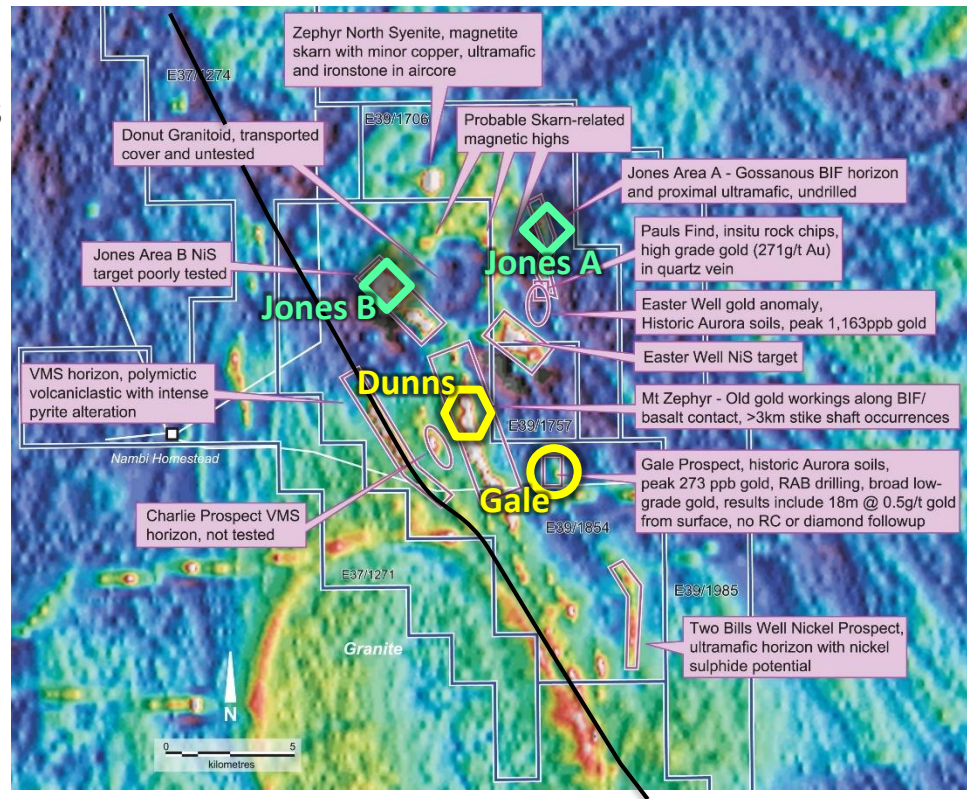 Zephyr North Syenite, magnetite
skarn with minor copper, ultramafic
and ironstone in aircore
E37/1274
E39/1706
Donut Granitoid, transported
cover and untested
Probable Skarn-related
magnetic highs
Jones Area A - Gossanous BIF horizon
and proximal ultramafic, undrilled
Pauls Find, insitu rock chips,
high grade gold (271g/t Au)
in quartz vein
Jones A
Jones Area B NiS
target poorly tested
Jones B
Easter Well gold anomaly,
Historic Aurora soils, peak 1,163ppb gold
Easter Well NiS target
VMS horizon, polymictic
volcaniclastic with intense
pyrite alteration
Dunns
Mt Zephyr - Old gold workings along BIF/
basalt contact, >3km stike shaft occurrences
E39/1757
Nambi Homestead
Gale Prospect, historic Aurora soils,
peak 273 ppb gold, RAB drilling, broad low-
grade gold, results include 18m @ 0.5g/t gold
from surface, no RC or diamond followup
Gale
Charlie Prospect VMS
horizon, not tested
E39/1854
E37/1271
E39/1985
Two Bills Well Nickel Prospect,
ultramafic horizon with nickel
sulphide potential
Granite
N
0 5
kilometres